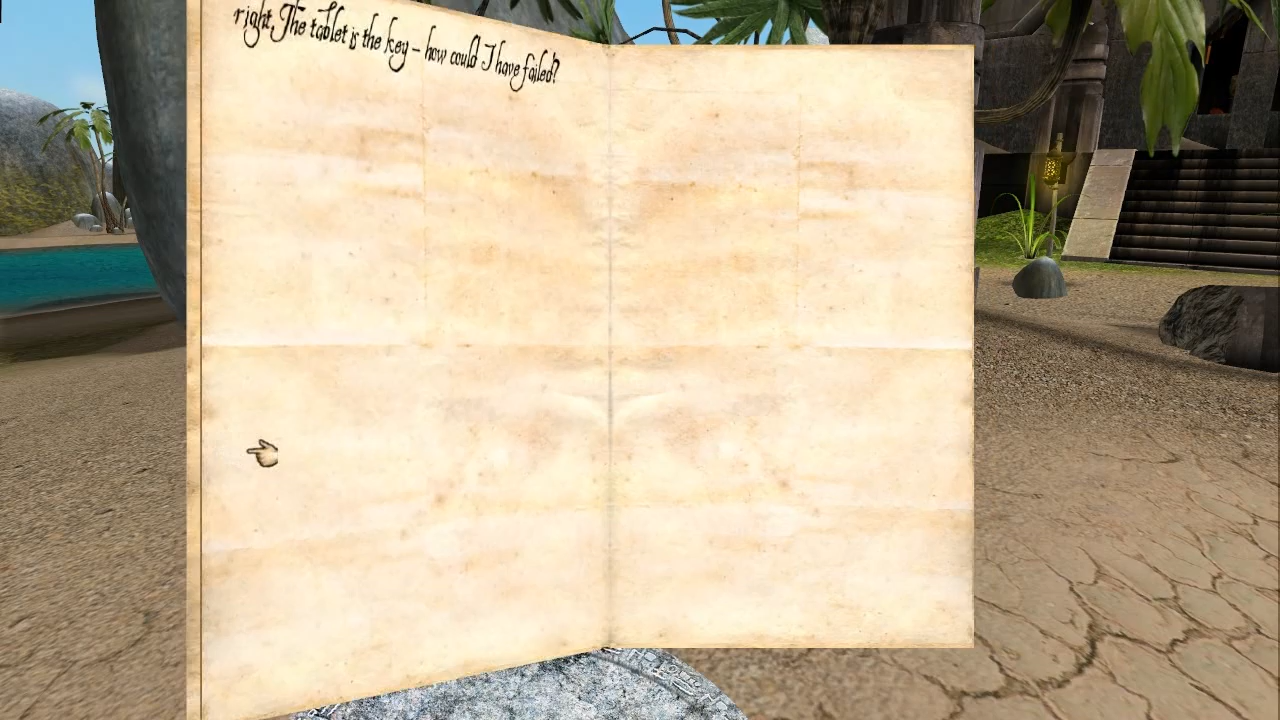 right. The tablet is the key – how could I have failed?